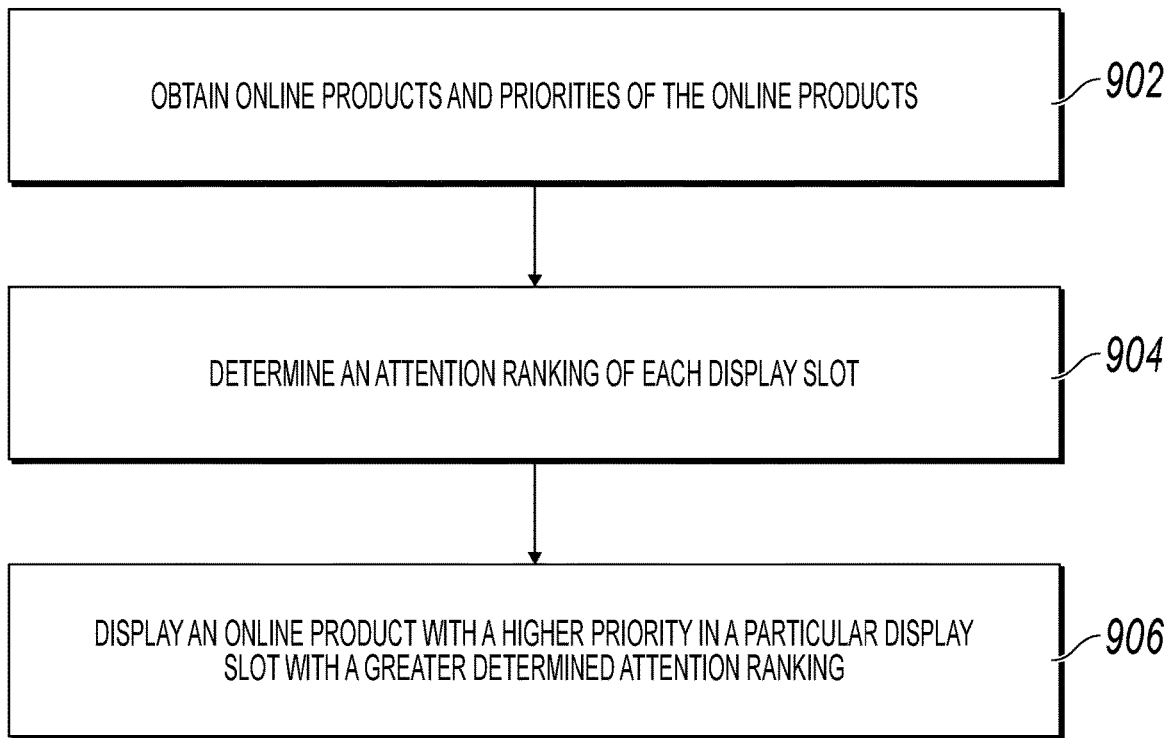 OBTAIN ONLINE PRODUCTS AND PRIORITIES OF THE ONLINE PRODUCTS
902
DETERMINE AN ATTENTION RANKING OF EACH DISPLAY SLOT
904
DISPLAY AN ONLINE PRODUCT WITH A HIGHER PRIORITY IN A PARTICULAR DISPLAY
SLOT WITH A GREATER DETERMINED ATTENTION RANKING
906